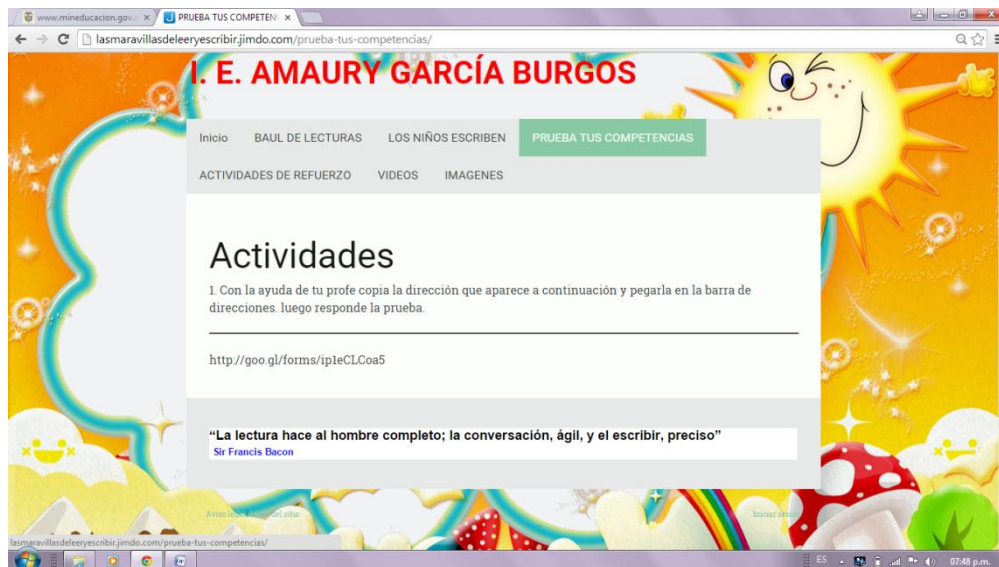 www.mineducacion.gov.c
PRUEBA TUS COMPETENC
lasmaravillasdeleeryescribir.jimdo.com/prueba-tus-competencias/
I. E. AMAURY GARCÍA BURGOS
Inicio BAUL DE LECTURAS LOS NIÑOS ESCRIBEN PRUEBA TUS COMPETENCIAS
ACTIVIDADES DE REFUERZO VIDEOS IMAGENES
Actividades
1. Con la ayuda de tu profe copia la dirección que aparece a continuación y pegarla en la barra de
direcciones. luego responde la prueba.
http://goo.gl/forms/ip1eCLCoa5
“La lectura hace al hombre completo; la conversación, ágil, y el escribir, preciso”
Sir Francis Bacon
Aviso del sitio Iniciar
lasmaravillasdeleeryescribir.jimdo.com/prueba-tus-competencias/
ES 07:48 p.m.